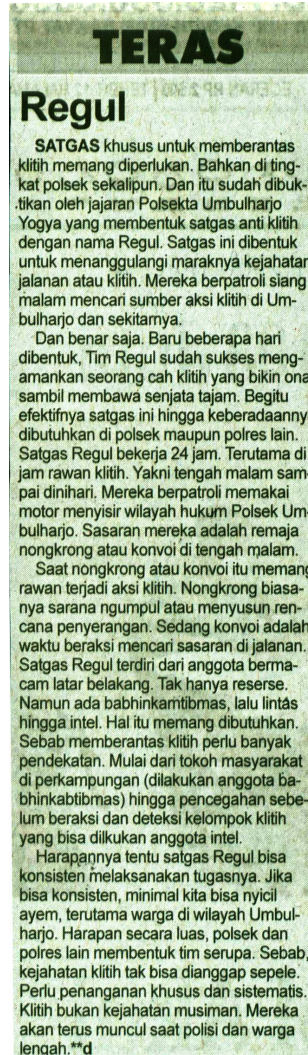 TERAS
Regul
SATGAS khusus untuk memberantas
klitih memang diperlukan. Bahkan di ting-
kat polsek sekalipun. Dan itu sudah dibuk-
tikan oleh jajaran Polsekta Umbulharjo
Yogya yang membentuk satgas anti klitih
dengan nama Regul. Satgas ini dibentuk
untuk menanggulangi maraknya kejahatan
jalanan atau klitih. Mereka berpatroli siang
malam mencari sumber aksi klitih di Um-
bulharjo dan sekitarnya.
Dan benar saja. Baru beberapa hari
dibentuk, Tim Regul sudah sukses meng-
amankan seorang cah klitih yang bikin ona
sambil membawa senjata tajam. Begitu
efektifnya satgas ini hingga keberadaanny
dibutuhkan di polsek maupun polres lain.
Satgas Regul bekerja 24 jam. Terutama di
jam rawan klitih. Yakni tengah malam sam-
pai dinihari. Mereka berpatroli memakai
motor menyisir wilayah hukum Polsek Um-
bulharjo. Sasaran mereka adalah remaja
nongkrong atau konvoi di tengah malam.
Saat nongkrong atau konvoi itu memang
rawan terjadi aksi klitih. Nongkrong biasa-
nya sarana ngumpul atau menyusun ren-
cana penyerangan. Sedang konvoi adalah
waktu beraksi mencari sasaran di jalanan.
Satgas Regul terdiri dari anggota berma-
cam latar belakang. Tak hanya reserse.
Namun ada babhinkamtibmas, lalu lintas
hingga intel. Hal itu memang dibutuhkan.
Sebab memberantas klitih perlu banyak
pendekatan. Mulai dari tokoh masyarakat
di perkampungan (dilakukan anggota ba-
bhinkabtibmas) hingga pencegahan sebe-
lum beraksi dan deteksi kelompok klitih
yang bisa dilkukan anggota intel.
Harapannya tentu satgas Regul bisa
konsisten melaksanakan tugasnya. Jika
bisa konsisten, minimal kita bisa nyicil
ayem, terutama warga di wilayah Umbul-
harjo. Harapan secara luas, polsek dan
polres lain membentuk tim serupa. Sebab,
kejahatan klitih tak bisa dianggap sepele.
Perlu penanganan khusus dan sistematis.
Klitih bukan kejahatan musiman. Mereka
akan terus muncul saat polisi dan warga
lengah.**d